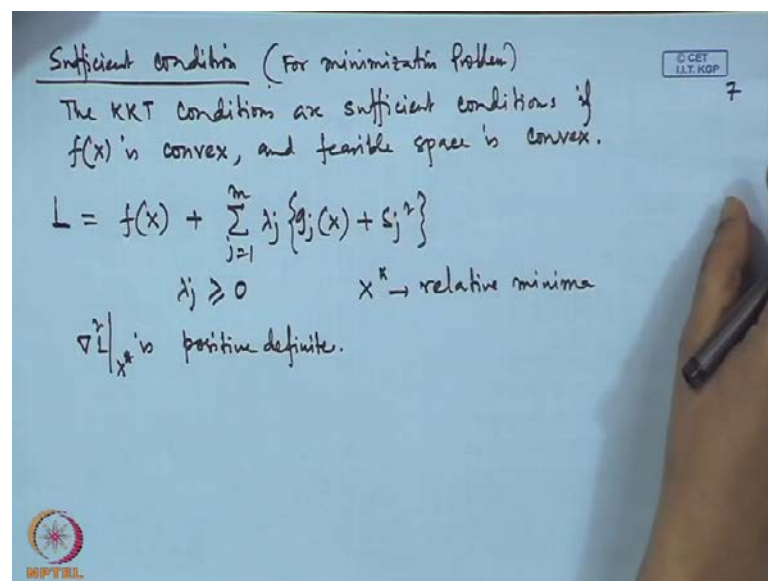 Sufficient condition (For minimization Problem)
© CET
I.I.T. KGP
7
The KKT conditions are sufficient conditions if
f(x) is convex, and feasible space is convex.
L = f(x) + \sum_{j=1}^{m} λj {gj(x) + Sj²}
λj ≥ 0 X* → relative minima
∇²L|_{X*} is positive definite.
NPTEL